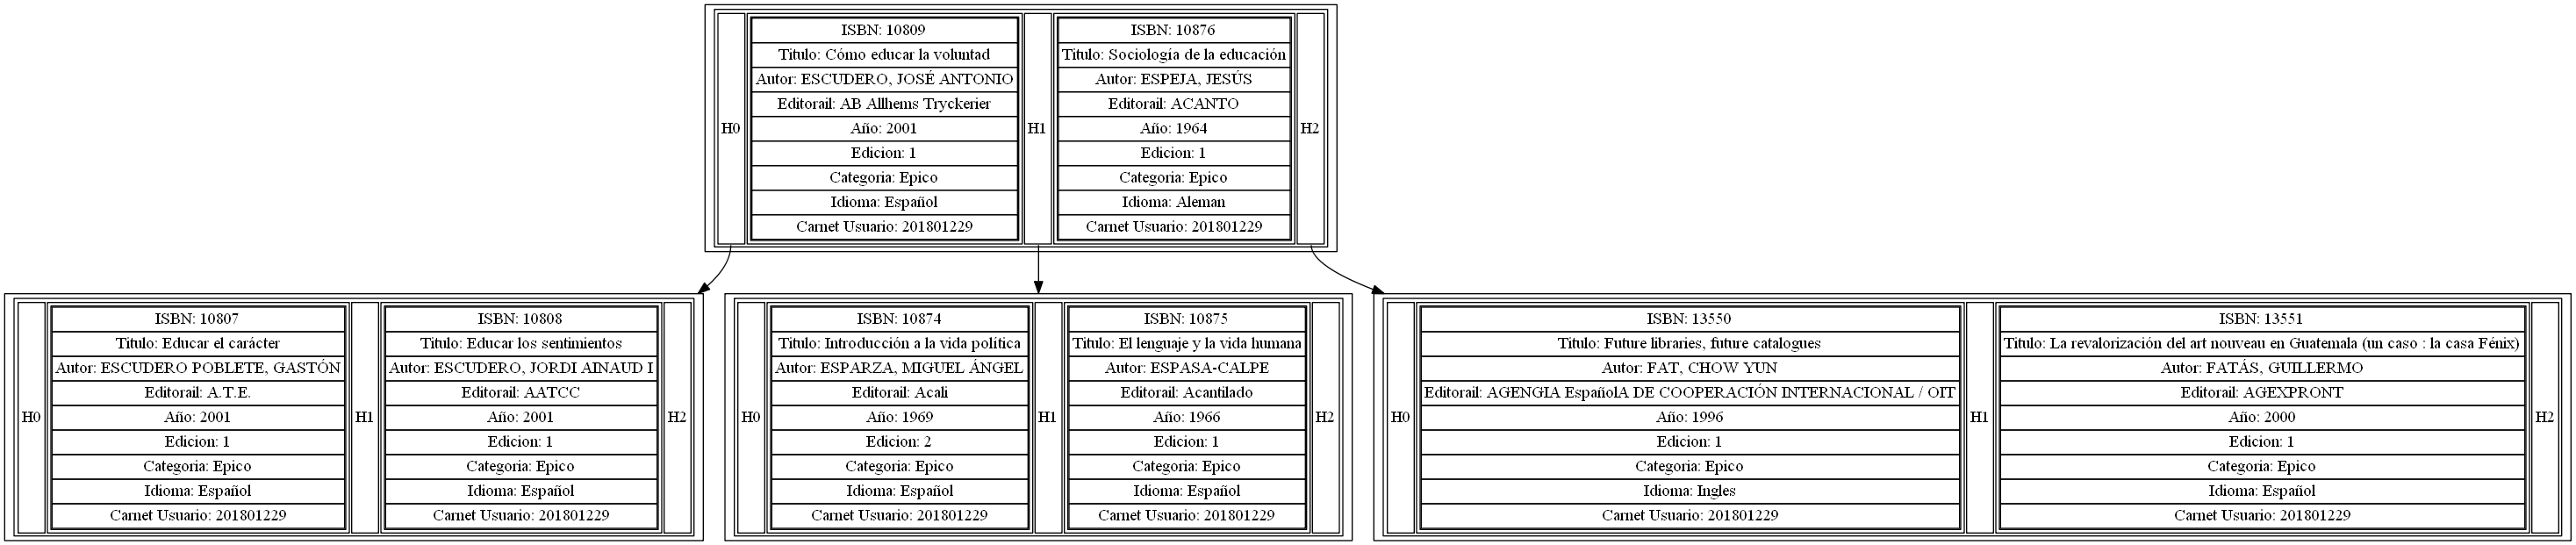 H0
ISBN: 10809
Titulo: Cómo educar la voluntad
Autor: ESCUDERO, JOSÉ ANTONIO
Editorail: AB Allhems Tryckerier
Año: 2001
Edicion: 1
Categoria: Epico
Idioma: Español
Carnet Usuario: 201801229
H1
ISBN: 10876
Titulo: Sociología de la educación
Autor: ESPEJA, JESÚS
Editorail: ACANTO
Año: 1964
Edicion: 1
Categoria: Epico
Idioma: Aleman
Carnet Usuario: 201801229
H2
H0
ISBN: 10807
Titulo: Educar el carácter
Autor: ESCUDERO POBLETE, GASTÓN
Editorail: A.T.E.
Año: 2001
Edicion: 1
Categoria: Epico
Idioma: Español
Carnet Usuario: 201801229
H1
ISBN: 10808
Titulo: Educar los sentimientos
Autor: ESCUDERO, JORDI AINAUD I
Editorail: AATCC
Año: 2001
Edicion: 1
Categoria: Epico
Idioma: Español
Carnet Usuario: 201801229
H2
H0
ISBN: 10874
Titulo: Introducción a la vida política
Autor: ESPARZA, MIGUEL ÁNGEL
Editorail: Acali
Año: 1969
Edicion: 2
Categoria: Epico
Idioma: Español
Carnet Usuario: 201801229
H1
ISBN: 10875
Titulo: El lenguaje y la vida humana
Autor: ESPASA-CALPE
Editorail: Acantilado
Año: 1966
Edicion: 1
Categoria: Epico
Idioma: Español
Carnet Usuario: 201801229
H2
H0
ISBN: 13550
Titulo: Future libraries, future catalogues
Autor: FAT, CHOW YUN
Editorail: AGENGIA EspañolA DE COOPERACIÓN INTERNACIONAL / OIT
Año: 1996
Edicion: 1
Categoria: Epico
Idioma: Ingles
Carnet Usuario: 201801229
H1
ISBN: 13551
Titulo: La revalorización del art nouveau en Guatemala (un caso : la casa Fénix)
Autor: FATÁS, GUILLERMO
Editorail: AGEXPRONT
Año: 2000
Edicion: 1
Categoria: Epico
Idioma: Español
Carnet Usuario: 201801229
H2